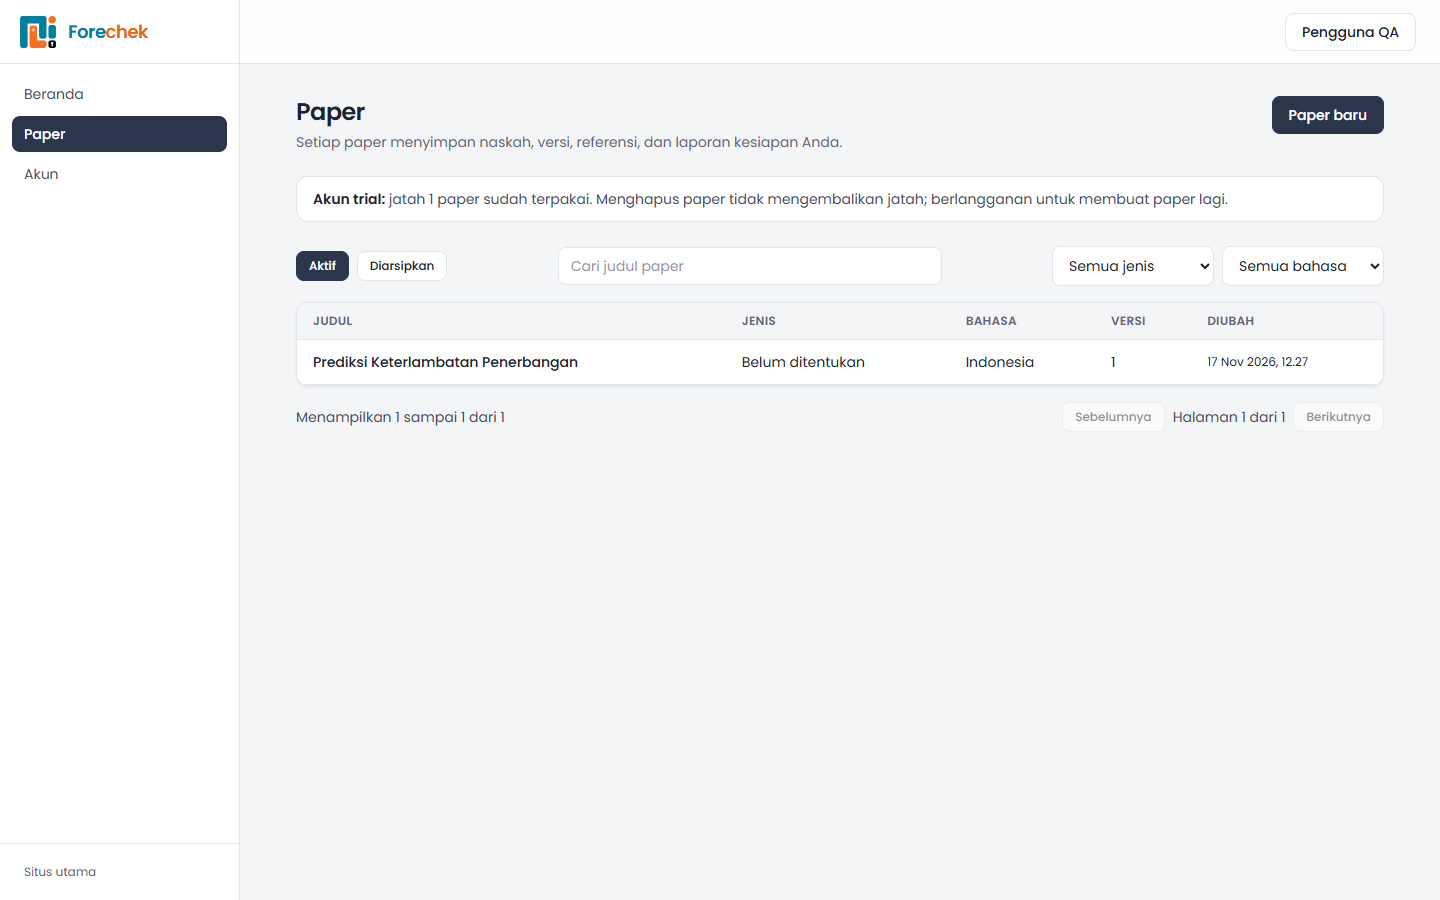 Forechek
Pengguna QA
Beranda
Paper
Akun
Situs utama
Paper
Setiap paper menyimpan naskah, versi, referensi, dan laporan kesiapan Anda.
Paper baru
Akun trial: jatah 1 paper sudah terpakai. Menghapus paper tidak mengembalikan jatah; berlangganan untuk membuat paper lagi.
Aktif Diarsipkan Cari judul paper Semua jenis Semua bahasa
JUDUL JENIS BAHASA VERSI DIUBAH
Prediksi Keterlambatan Penerbangan Belum ditentukan Indonesia 1 17 Nov 2026, 12.27
Menampilkan 1 sampai 1 dari 1 Sebelumnya Halaman 1 dari 1 Berikutnya